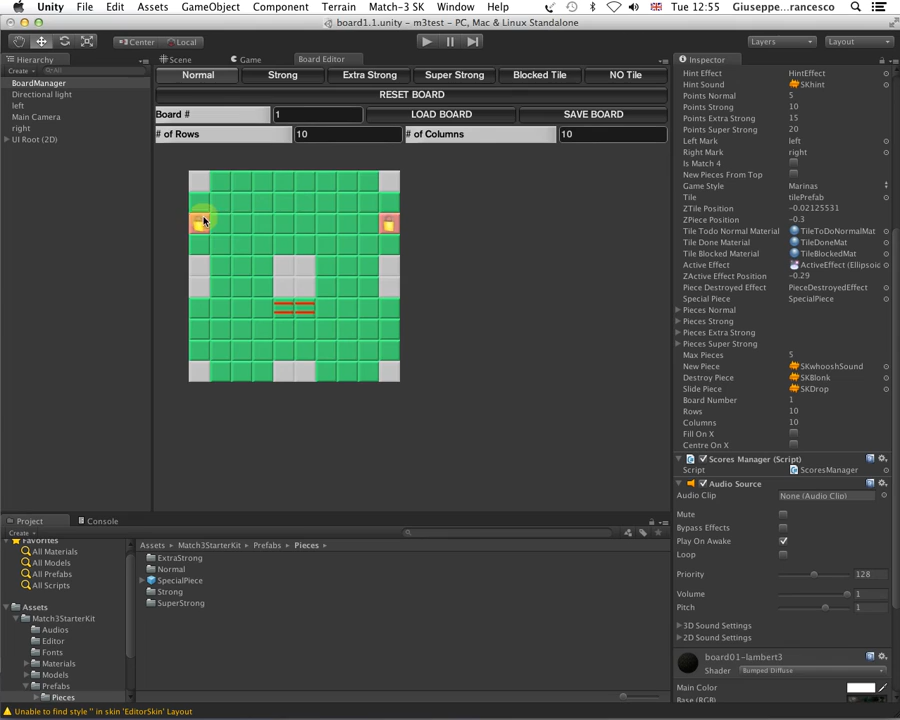 Unity File Edit Assets GameObject Component Terrain Match-3 SK Window Help Tue 12:55 Giuseppe...rancesco
board1.1.unity - m3test - PC, Mac & Linux Standalone
Center Local Layers Layout
Hierarchy Scene Game Board Editor Inspector
Create All
BoardManager
Directional light
left
Main Camera
right
UI Root (2D)
Normal Strong Extra Strong Super Strong Blocked Tile NO Tile
RESET BOARD
Board # 1 LOAD BOARD SAVE BOARD
# of Rows 10 # of Columns 10
Hint Effect HintEffect
Hint Sound SKhint
Points Normal 5
Points Strong 10
Points Extra Strong 15
Points Super Strong 20
Left Mark left
Right Mark right
Is Match 4
New Pieces From Top
Game Style Marinas
Tile tilePrefab
ZTile Position -0.02125531
ZPiece Position -0.3
Tile Todo Normal Material TileToDoNormalMat
Tile Done Material TileDoneMat
Tile Blocked Material TileBlockedMat
Active Effect ActiveEffect (Ellipsoic
ZActive Effect Position -0.29
Piece Destroyed Effect PieceDestroyedEffect
Special Piece SpecialPiece
Pieces Normal
Pieces Strong
Pieces Extra Strong
Pieces Super Strong
Max Pieces 5
New Piece SKwhooshSound
Destroy Piece SKBlonk
Slide Piece SKDrop
Board Number 1
Rows 10
Columns 10
Fill On X
Centre On X
Scores Manager (Script)
Script ScoresManager
Audio Source
Audio Clip None (Audio Clip)
Mute
Bypass Effects
Play On Awake
Loop
Priority 128
Volume 1
Pitch 1
3D Sound Settings
2D Sound Settings
board01-lambert3
Shader Bumped Diffuse
Main Color
Base (RGB)
Project Console
Create
Favorites
All Materials
All Models
All Prefabs
All Scripts
Assets
Match3StarterKit
Audios
Editor
Fonts
Materials
Models
Prefabs
Pieces
Assets Match3StarterKit Prefabs Pieces
ExtraStrong
Normal
SpecialPiece
Strong
SuperStrong
Unable to find style '' in skin 'EditorSkin' Layout